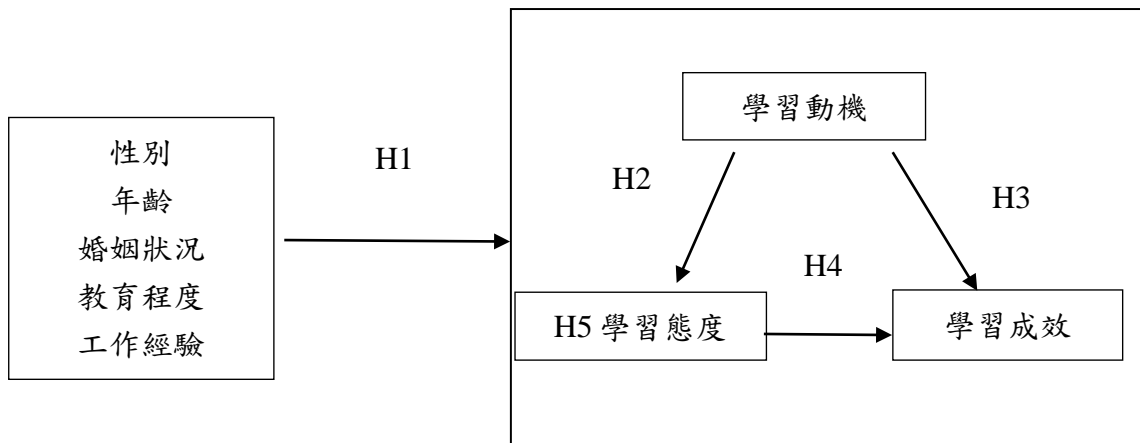 性別
年齡
婚姻狀況
教育程度
工作經驗
H1
學習動機
H2
H3
H4
H5 學習態度
學習成效